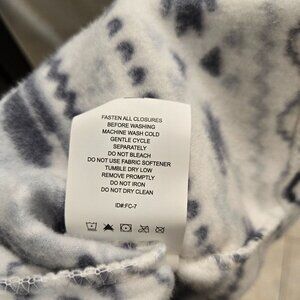 FASTEN ALL CLOSURES
BEFORE WASHING
MACHINE WASH COLD
GENTLE CYCLE
SEPARATELY
DO NOT BLEACH
DO NOT USE FABRIC SOFTENER
TUMBLE DRY LOW
REMOVE PROMPTLY
DO NOT IRON
DO NOT DRY CLEAN
ID#:FC-7